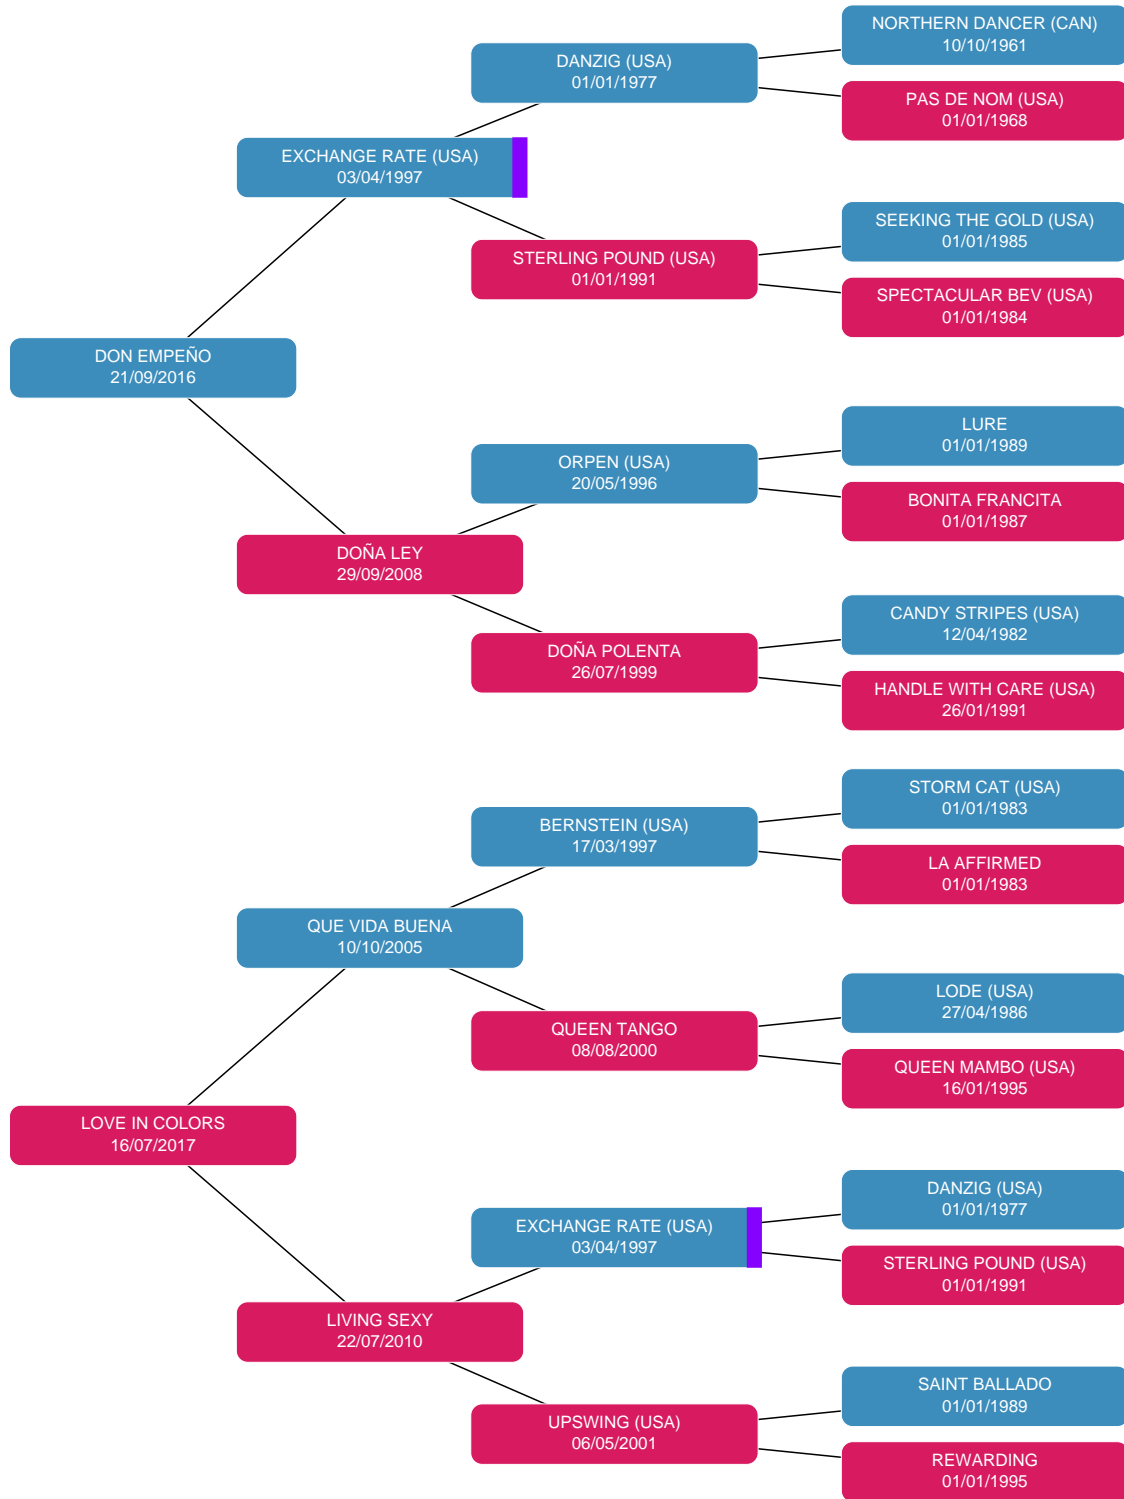 NORTHERN DANCER (CAN)
10/10/1961
DANZIG (USA)
01/01/1977
PAS DE NOM (USA)
01/01/1968
EXCHANGE RATE (USA)
03/04/1997
SEEKING THE GOLD (USA)
01/01/1985
STERLING POUND (USA)
01/01/1991
SPECTACULAR BEV (USA)
01/01/1984
DON EMPEÑO
21/09/2016
LURE
01/01/1989
ORPEN (USA)
20/05/1996
BONITA FRANCITA
01/01/1987
DOÑA LEY
29/09/2008
CANDY STRIPES (USA)
12/04/1982
DOÑA POLENTA
26/07/1999
HANDLE WITH CARE (USA)
26/01/1991
STORM CAT (USA)
01/01/1983
BERNSTEIN (USA)
17/03/1997
LA AFFIRMED
01/01/1983
QUE VIDA BUENA
10/10/2005
LODE (USA)
27/04/1986
QUEEN TANGO
08/08/2000
QUEEN MAMBO (USA)
16/01/1995
LOVE IN COLORS
16/07/2017
DANZIG (USA)
01/01/1977
EXCHANGE RATE (USA)
03/04/1997
STERLING POUND (USA)
01/01/1991
LIVING SEXY
22/07/2010
SAINT BALLADO
01/01/1989
UPSWING (USA)
06/05/2001
REWARDING
01/01/1995